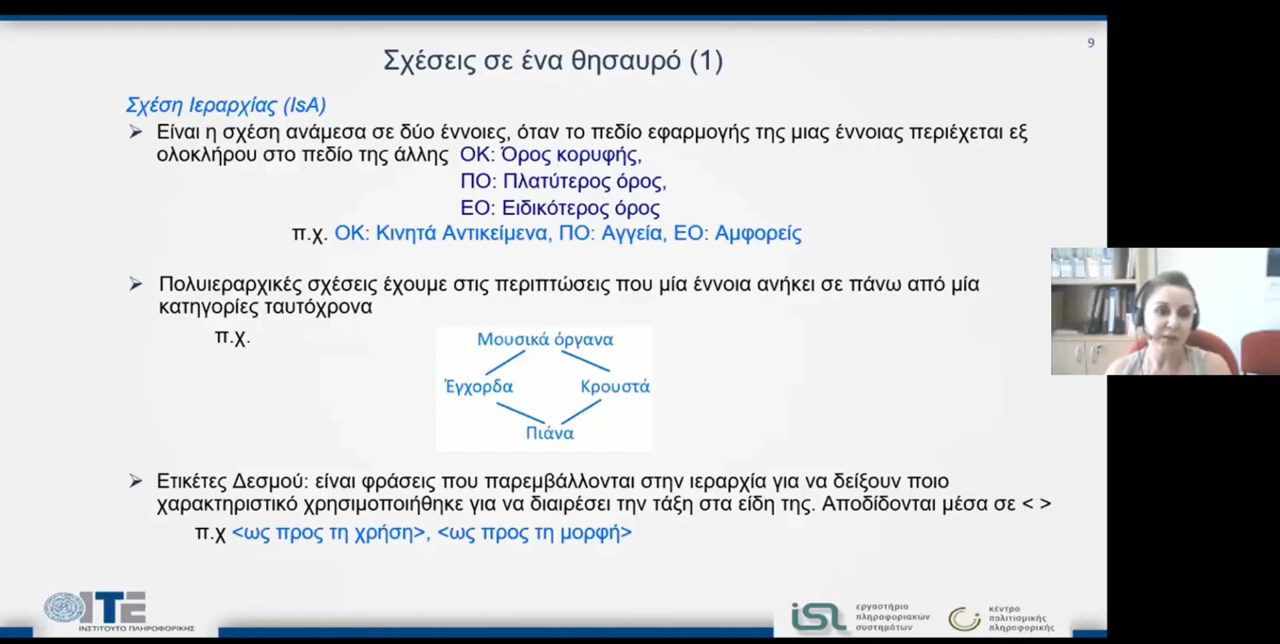 9
Σχέσεις σε ένα θησαυρό (1)
Σχέση Ιεραρχίας (IsA)
➢ Είναι η σχέση ανάμεσα σε δύο έννοιες, όταν το πεδίο εφαρμογής της μιας έννοιας περιέχεται εξ
ολοκλήρου στο πεδίο της άλλης ΟΚ: Όρος κορυφής,
ΠΟ: Πλατύτερος όρος,
ΕΟ: Ειδικότερος όρος
π.χ. ΟΚ: Κινητά Αντικείμενα, ΠΟ: Αγγεία, ΕΟ: Αμφορείς
➢ Πολυιεραρχικές σχέσεις έχουμε στις περιπτώσεις που μία έννοια ανήκει σε πάνω από μία
κατηγορίες ταυτόχρονα
π.χ.
Μουσικά όργανα
Έγχορδα Κρουστά
Πιάνα
➢ Ετικέτες Δεσμού: είναι φράσεις που παρεμβάλλονται στην ιεραρχία για να δείξουν ποιο
χαρακτηριστικό χρησιμοποιήθηκε για να διαιρέσει την τάξη στα είδη της. Αποδίδονται μέσα σε < >
π.χ <ως προς τη χρήση>, <ως προς τη μορφή>
ΙΤΕ
ΙΝΣΤΙΤΟΥΤΟ ΠΛΗΡΟΦΟΡΙΚΗΣ
isl
εργαστήριο
πληροφοριακών
συστημάτων
κέντρο
πολιτισμικής
πληροφορικής